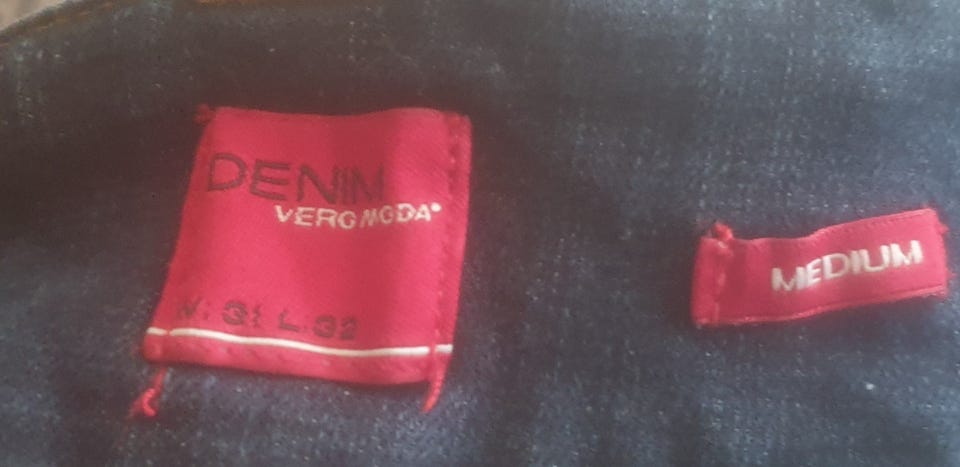 DENIM
VERO MODA®
W: 31 L: 32
MEDIUM